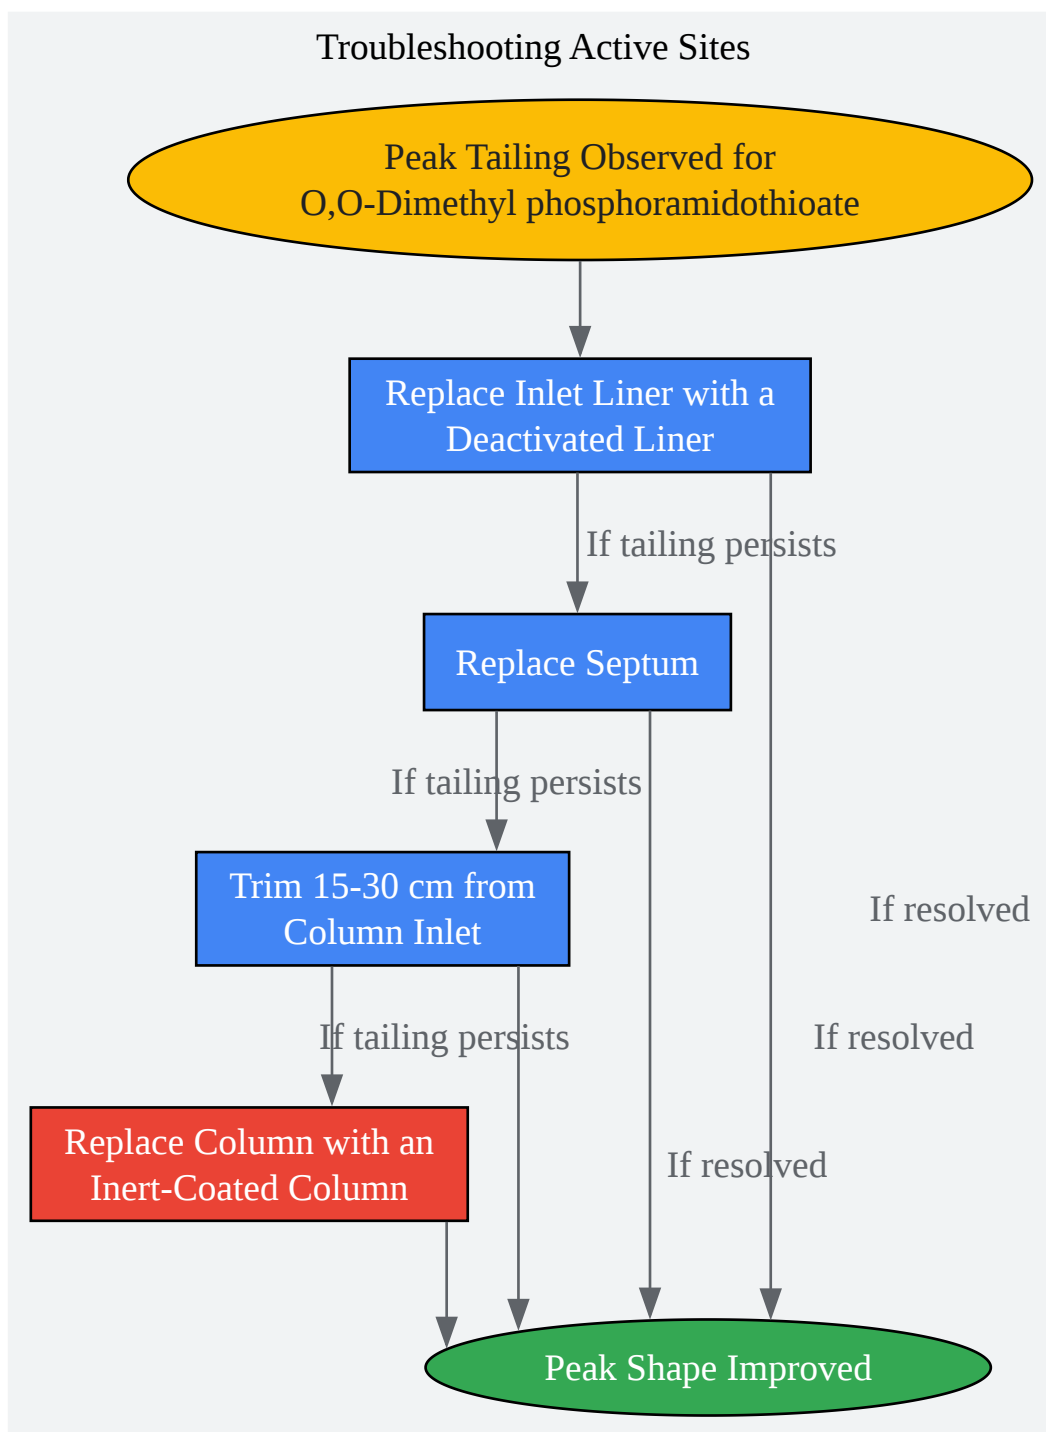 Troubleshooting Active Sites
Peak Tailing Observed for
O,O-Dimethyl phosphoramidothioate
Replace Inlet Liner with a
Deactivated Liner
If tailing persists
Replace Septum
If tailing persists
Trim 15-30 cm from
Column Inlet
If resolved
If tailing persists
If resolved
Replace Column with an
Inert-Coated Column
If resolved
Peak Shape Improved